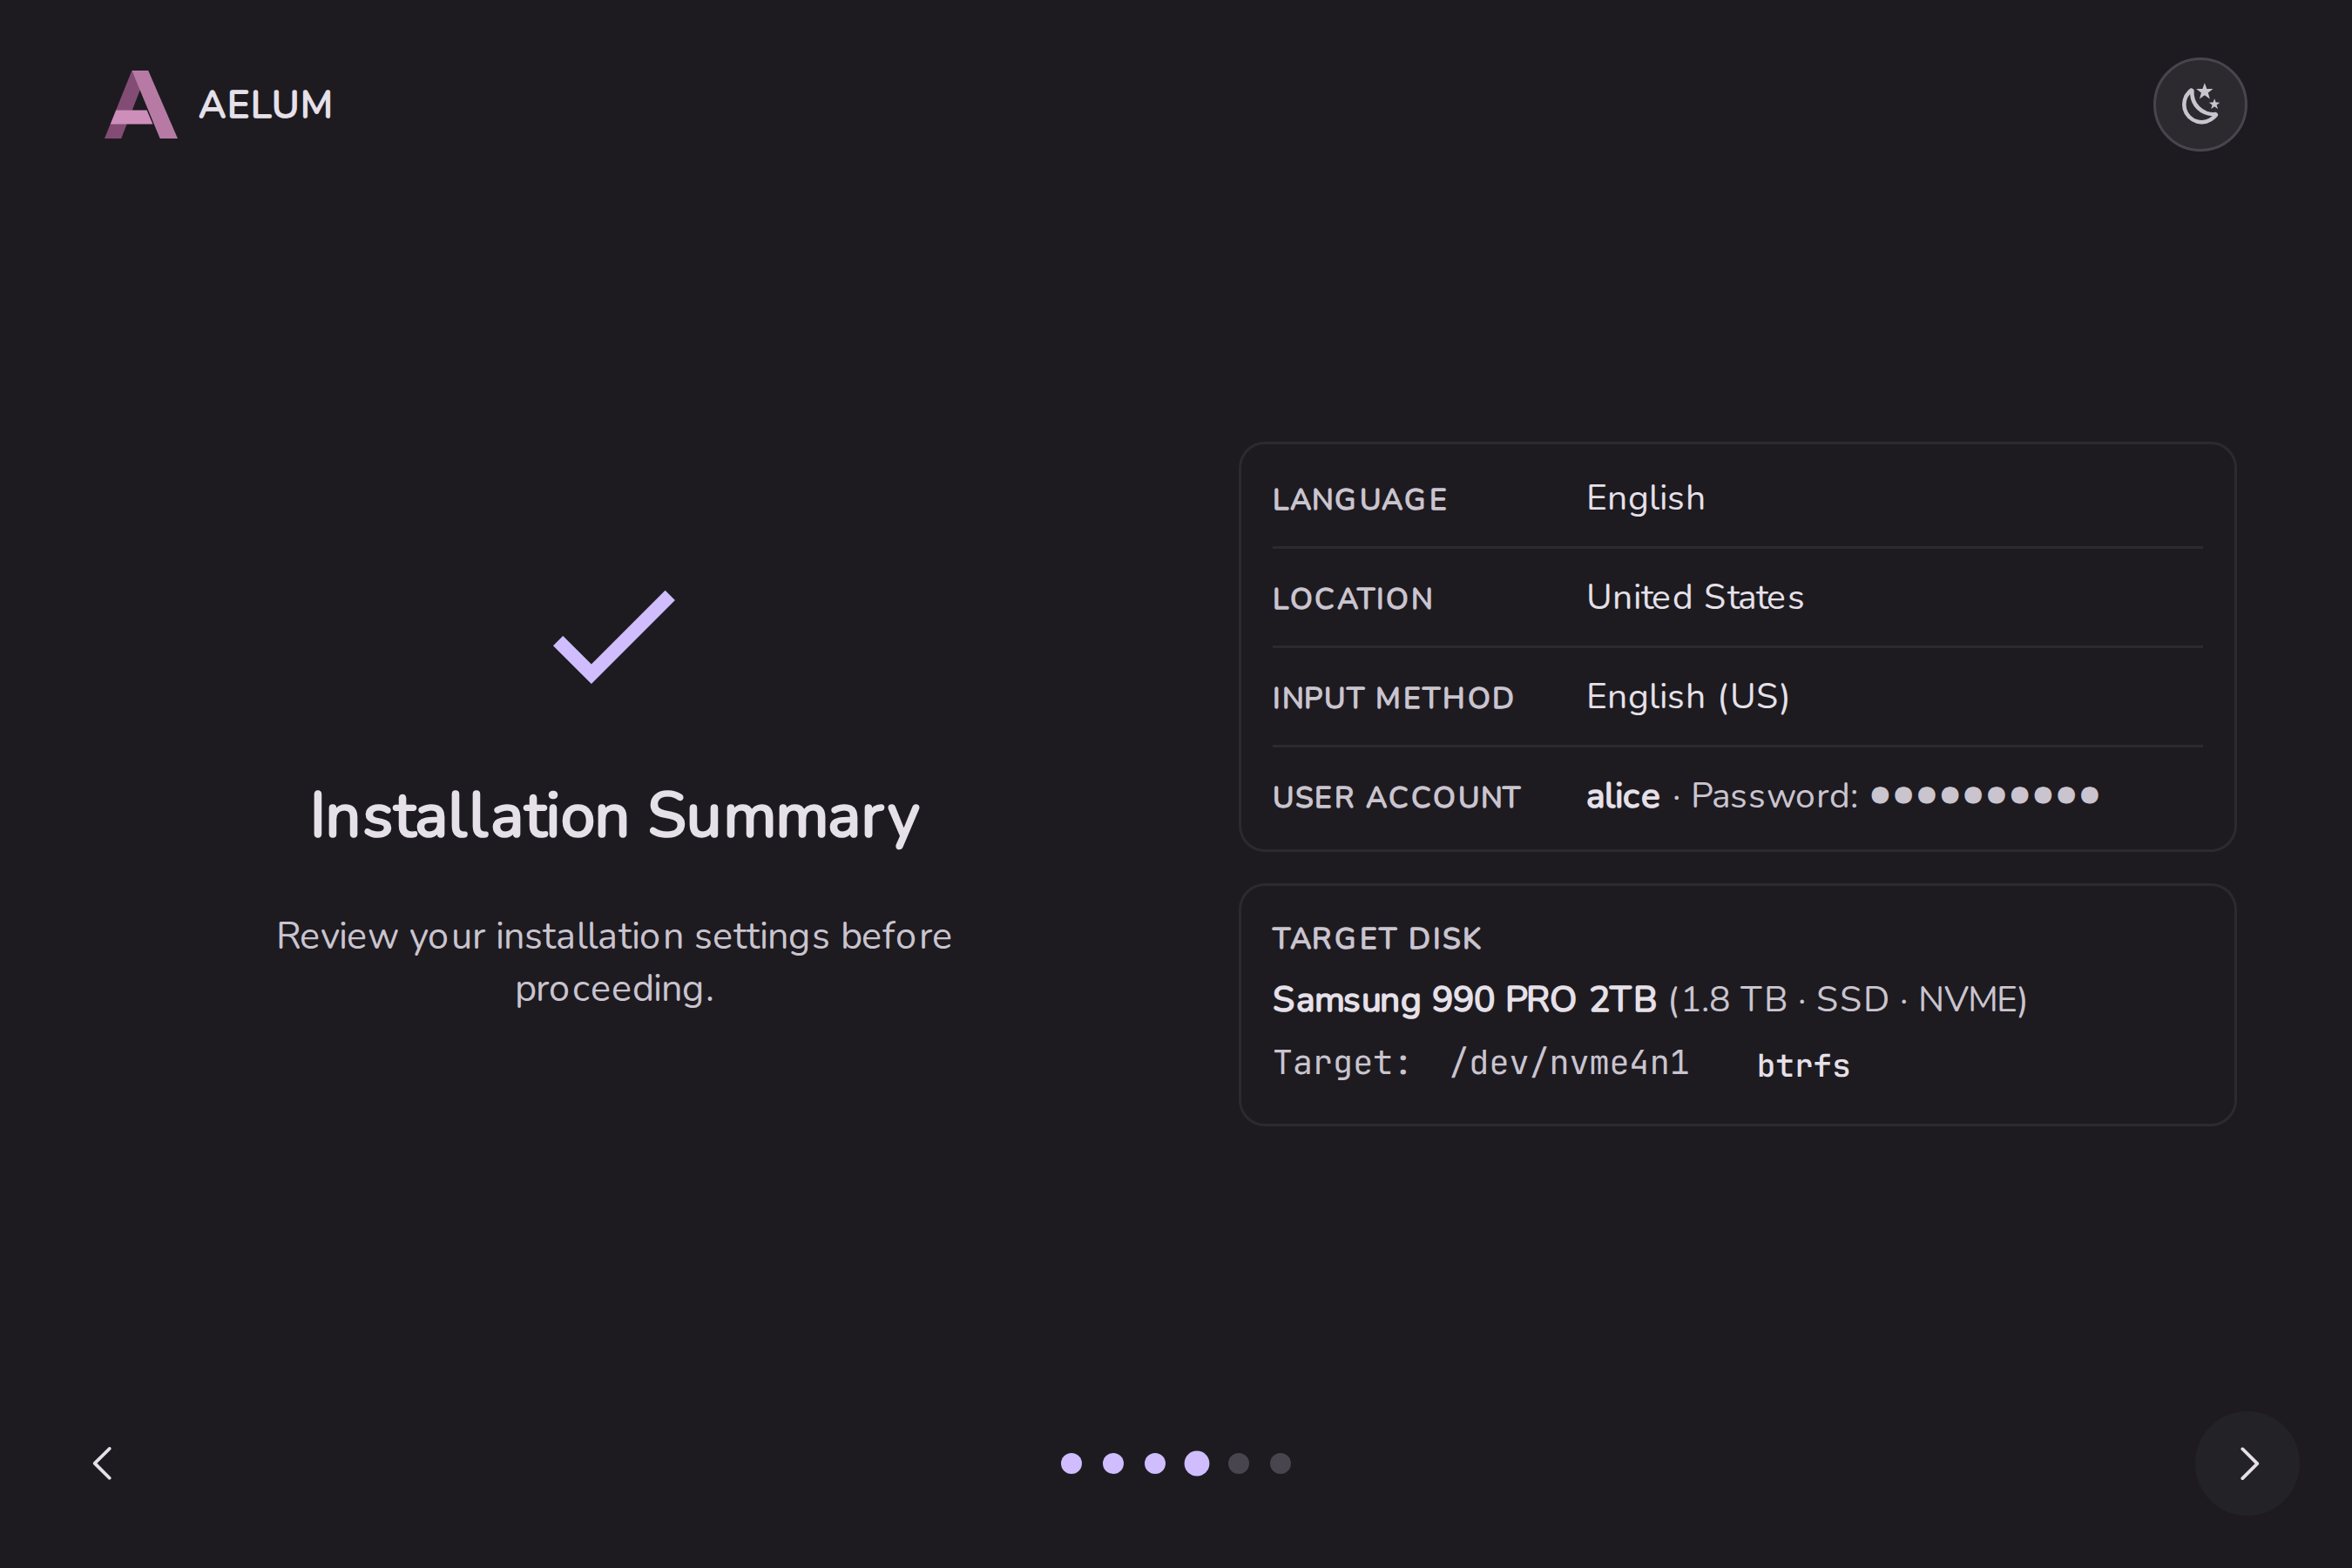 AELUM
Installation Summary
Review your installation settings before
proceeding.
LANGUAGE English
LOCATION United States
INPUT METHOD English (US)
USER ACCOUNT alice · Password: ●●●●●●●●●●
TARGET DISK
Samsung 990 PRO 2TB (1.8 TB · SSD · NVME)
Target: /dev/nvme4n1 btrfs